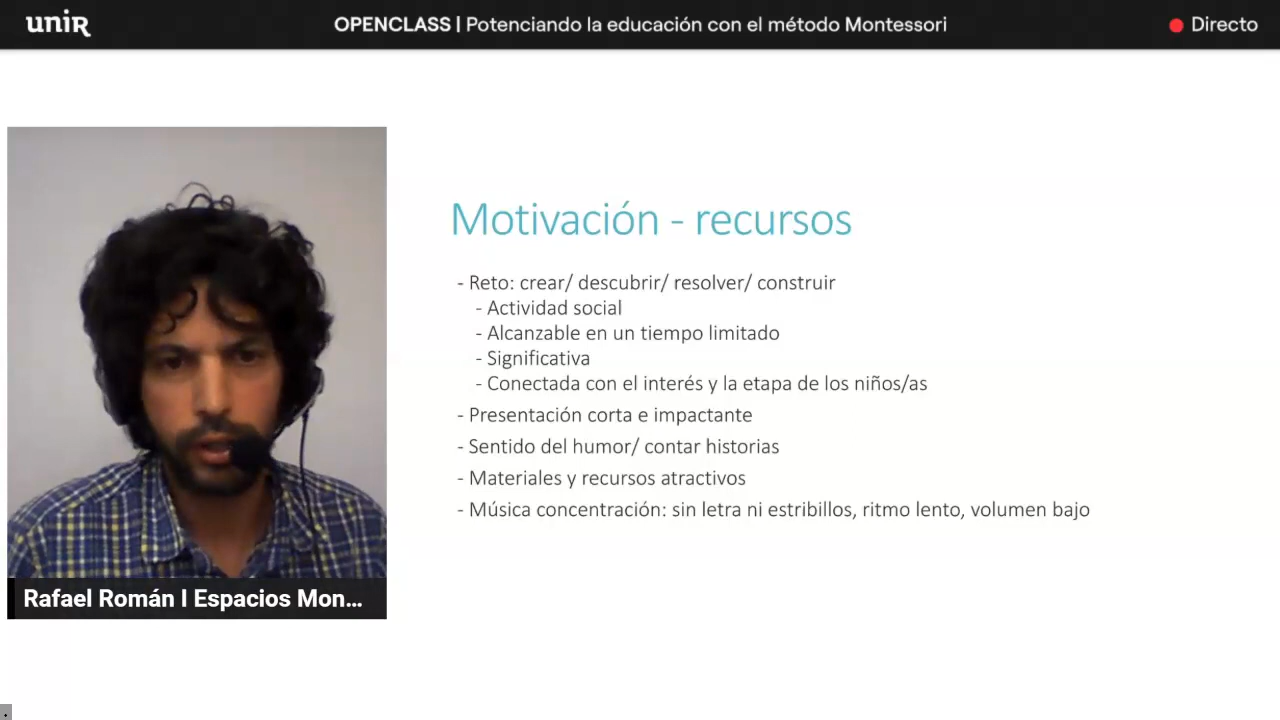 unir
OPENCLASS | Potenciando la educación con el método Montessori
Directo
Motivación - recursos
- Reto: crear/ descubrir/ resolver/ construir
- Actividad social
- Alcanzable en un tiempo limitado
- Significativa
- Conectada con el interés y la etapa de los niños/as
- Presentación corta e impactante
- Sentido del humor/ contar historias
- Materiales y recursos atractivos
- Música concentración: sin letra ni estribillos, ritmo lento, volumen bajo
Rafael Román I Espacios Mon...
.